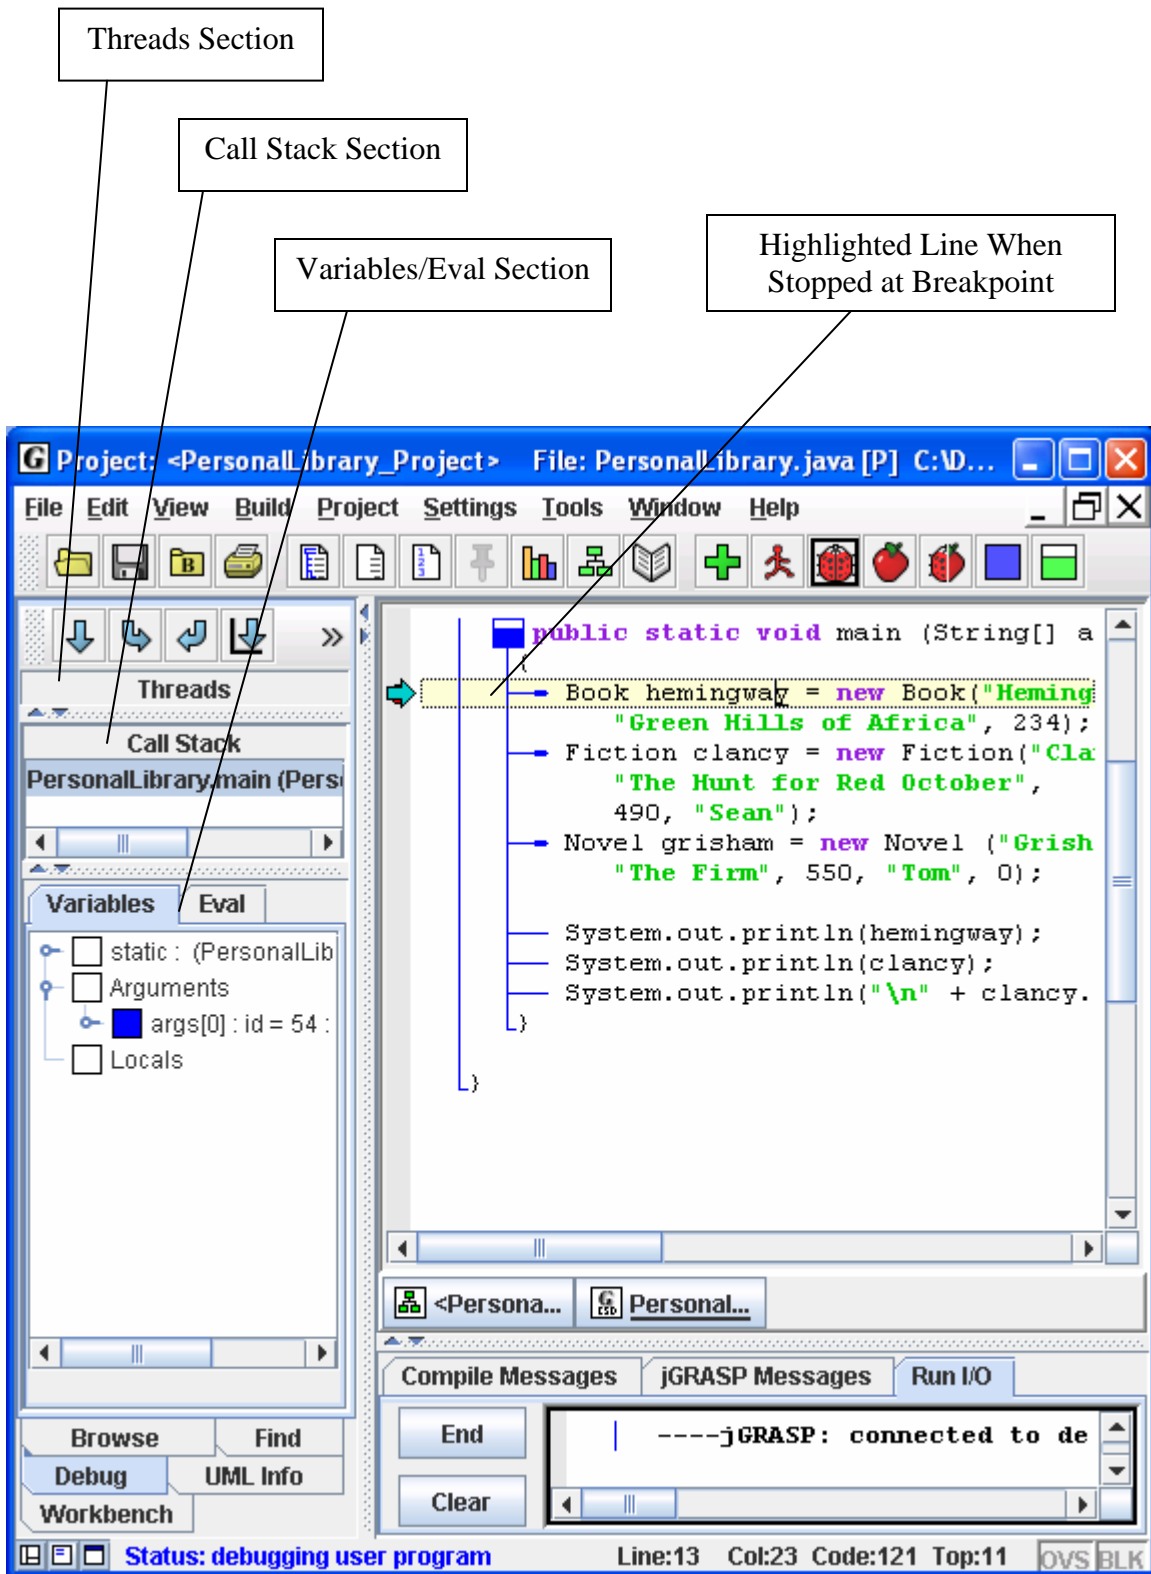 Threads Section
Call Stack Section
Variables/Eval Section
Highlighted Line When
Stopped at Breakpoint
Project: <PersonalLibrary_Project> File: PersonalLibrary.java [P] C:\D...
File Edit View Build Project Settings Tools Window Help
Threads
Call Stack
PersonalLibrary.main (Pers
Variables Eval
static : (PersonalLib
Arguments
args[0] : id = 54 :
Locals
public static void main (String[] a
{
Book hemingway = new Book("Heming
"Green Hills of Africa", 234);
Fiction clancy = new Fiction("Cla
"The Hunt for Red October",
490, "Sean");
Novel grisham = new Novel ("Grish
"The Firm", 550, "Tom", 0);
System.out.println(hemingway);
System.out.println(clancy);
System.out.println("\n" + clancy.
}
}
<Persona... Personal...
Compile Messages jGRASP Messages Run I/O
End
Clear
----jGRASP: connected to de
Browse Find
Debug UML Info
Workbench
Status: debugging user program Line:13 Col:23 Code:121 Top:11 OVS BLK